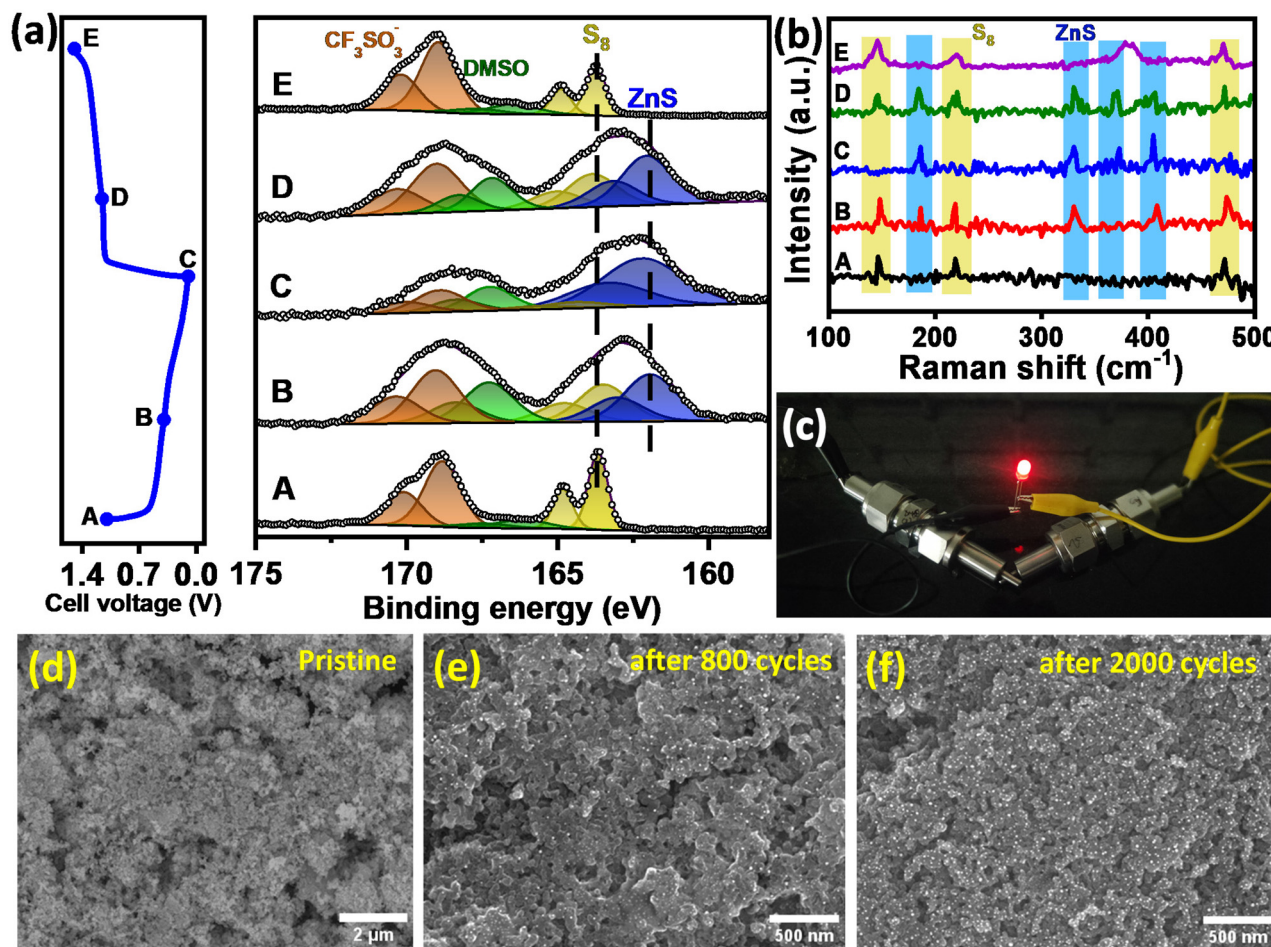 (a)
E
D
C
B
A
1.4 0.7 0.0
Cell voltage (V)
CF₃SO₃⁻
DMSO
S₈
ZnS
E
D
C
B
A
175 170 165 160
Binding energy (eV)
(b)
S₈ ZnS
E
D
C
B
A
Intensity (a.u.)
100 200 300 400 500
Raman shift (cm⁻¹)
(c)
(d)
Pristine
2 µm
(e)
after 800 cycles
500 nm
(f)
after 2000 cycles
500 nm